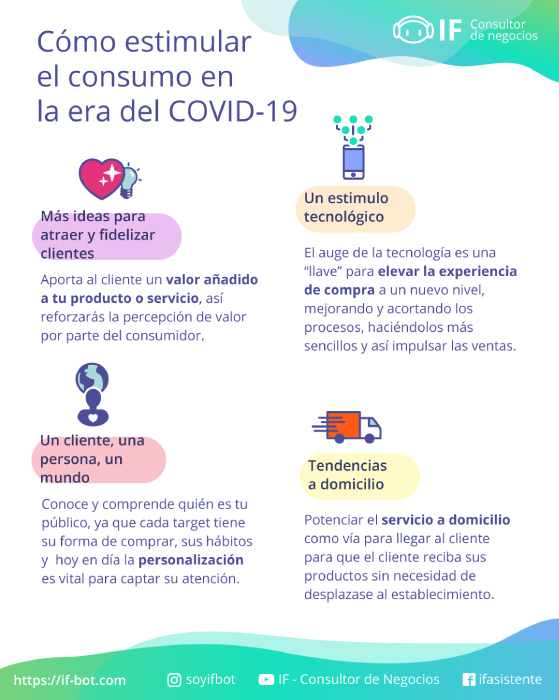 Cómo estimular
el consumo en
la era del COVID-19
IF Consultor
de negocios
Más ideas para
atraer y fidelizar
clientes
Aporta al cliente un valor añadido
a tu producto o servicio, así
reforzarás la percepción de valor
por parte del consumidor.
Un estimulo
tecnológico
El auge de la tecnología es una
“llave” para elevar la experiencia
de compra a un nuevo nivel,
mejorando y acortando los
procesos, haciéndolos más
sencillos y así impulsar las ventas.
Un cliente, una
persona, un
mundo
Conoce y comprende quién es tu
público, ya que cada target tiene
su forma de comprar, sus hábitos
y hoy en día la personalización
es vital para captar su atención.
Tendencias
a domicilio
Potenciar el servicio a domicilio
como vía para llegar al cliente
para que el cliente reciba sus
productos sin necesidad de
desplazase al establecimiento.
https://if-bot.com
soyifbot
IF - Consultor de Negocios
ifasistente